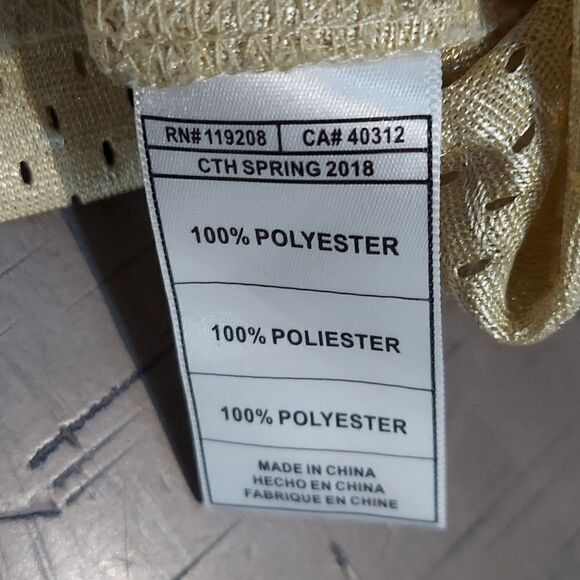 RN# 119208 CA# 40312
CTH SPRING 2018
100% POLYESTER
100% POLIESTER
100% POLYESTER
MADE IN CHINA
HECHO EN CHINA
FABRIQUE EN CHINE